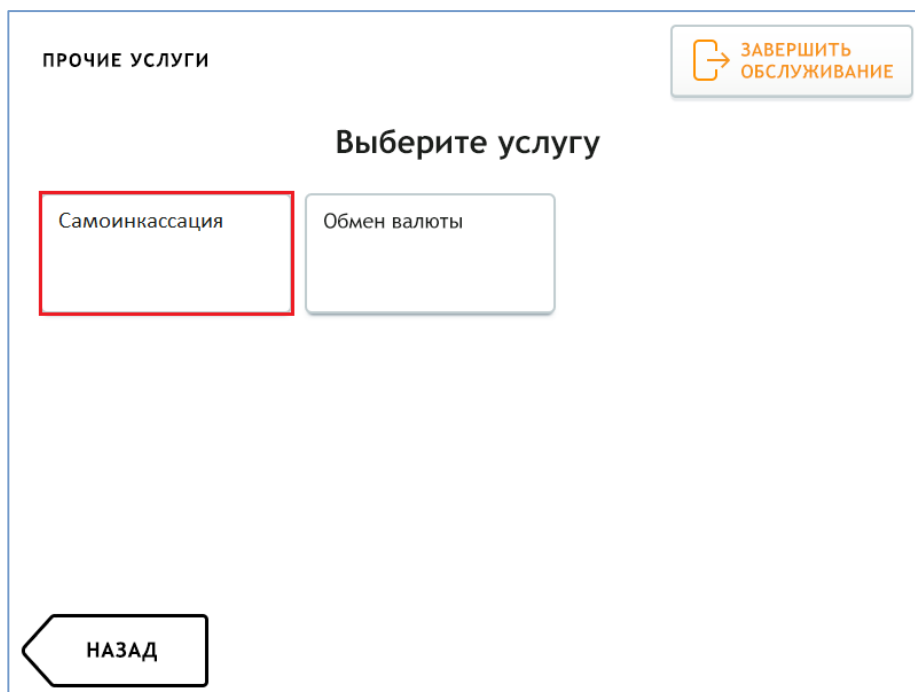 ПРОЧИЕ УСЛУГИ
ЗАВЕРШИТЬ
ОБСЛУЖИВАНИЕ
Выберите услугу
Самоинкассация
Обмен валюты
НАЗАД